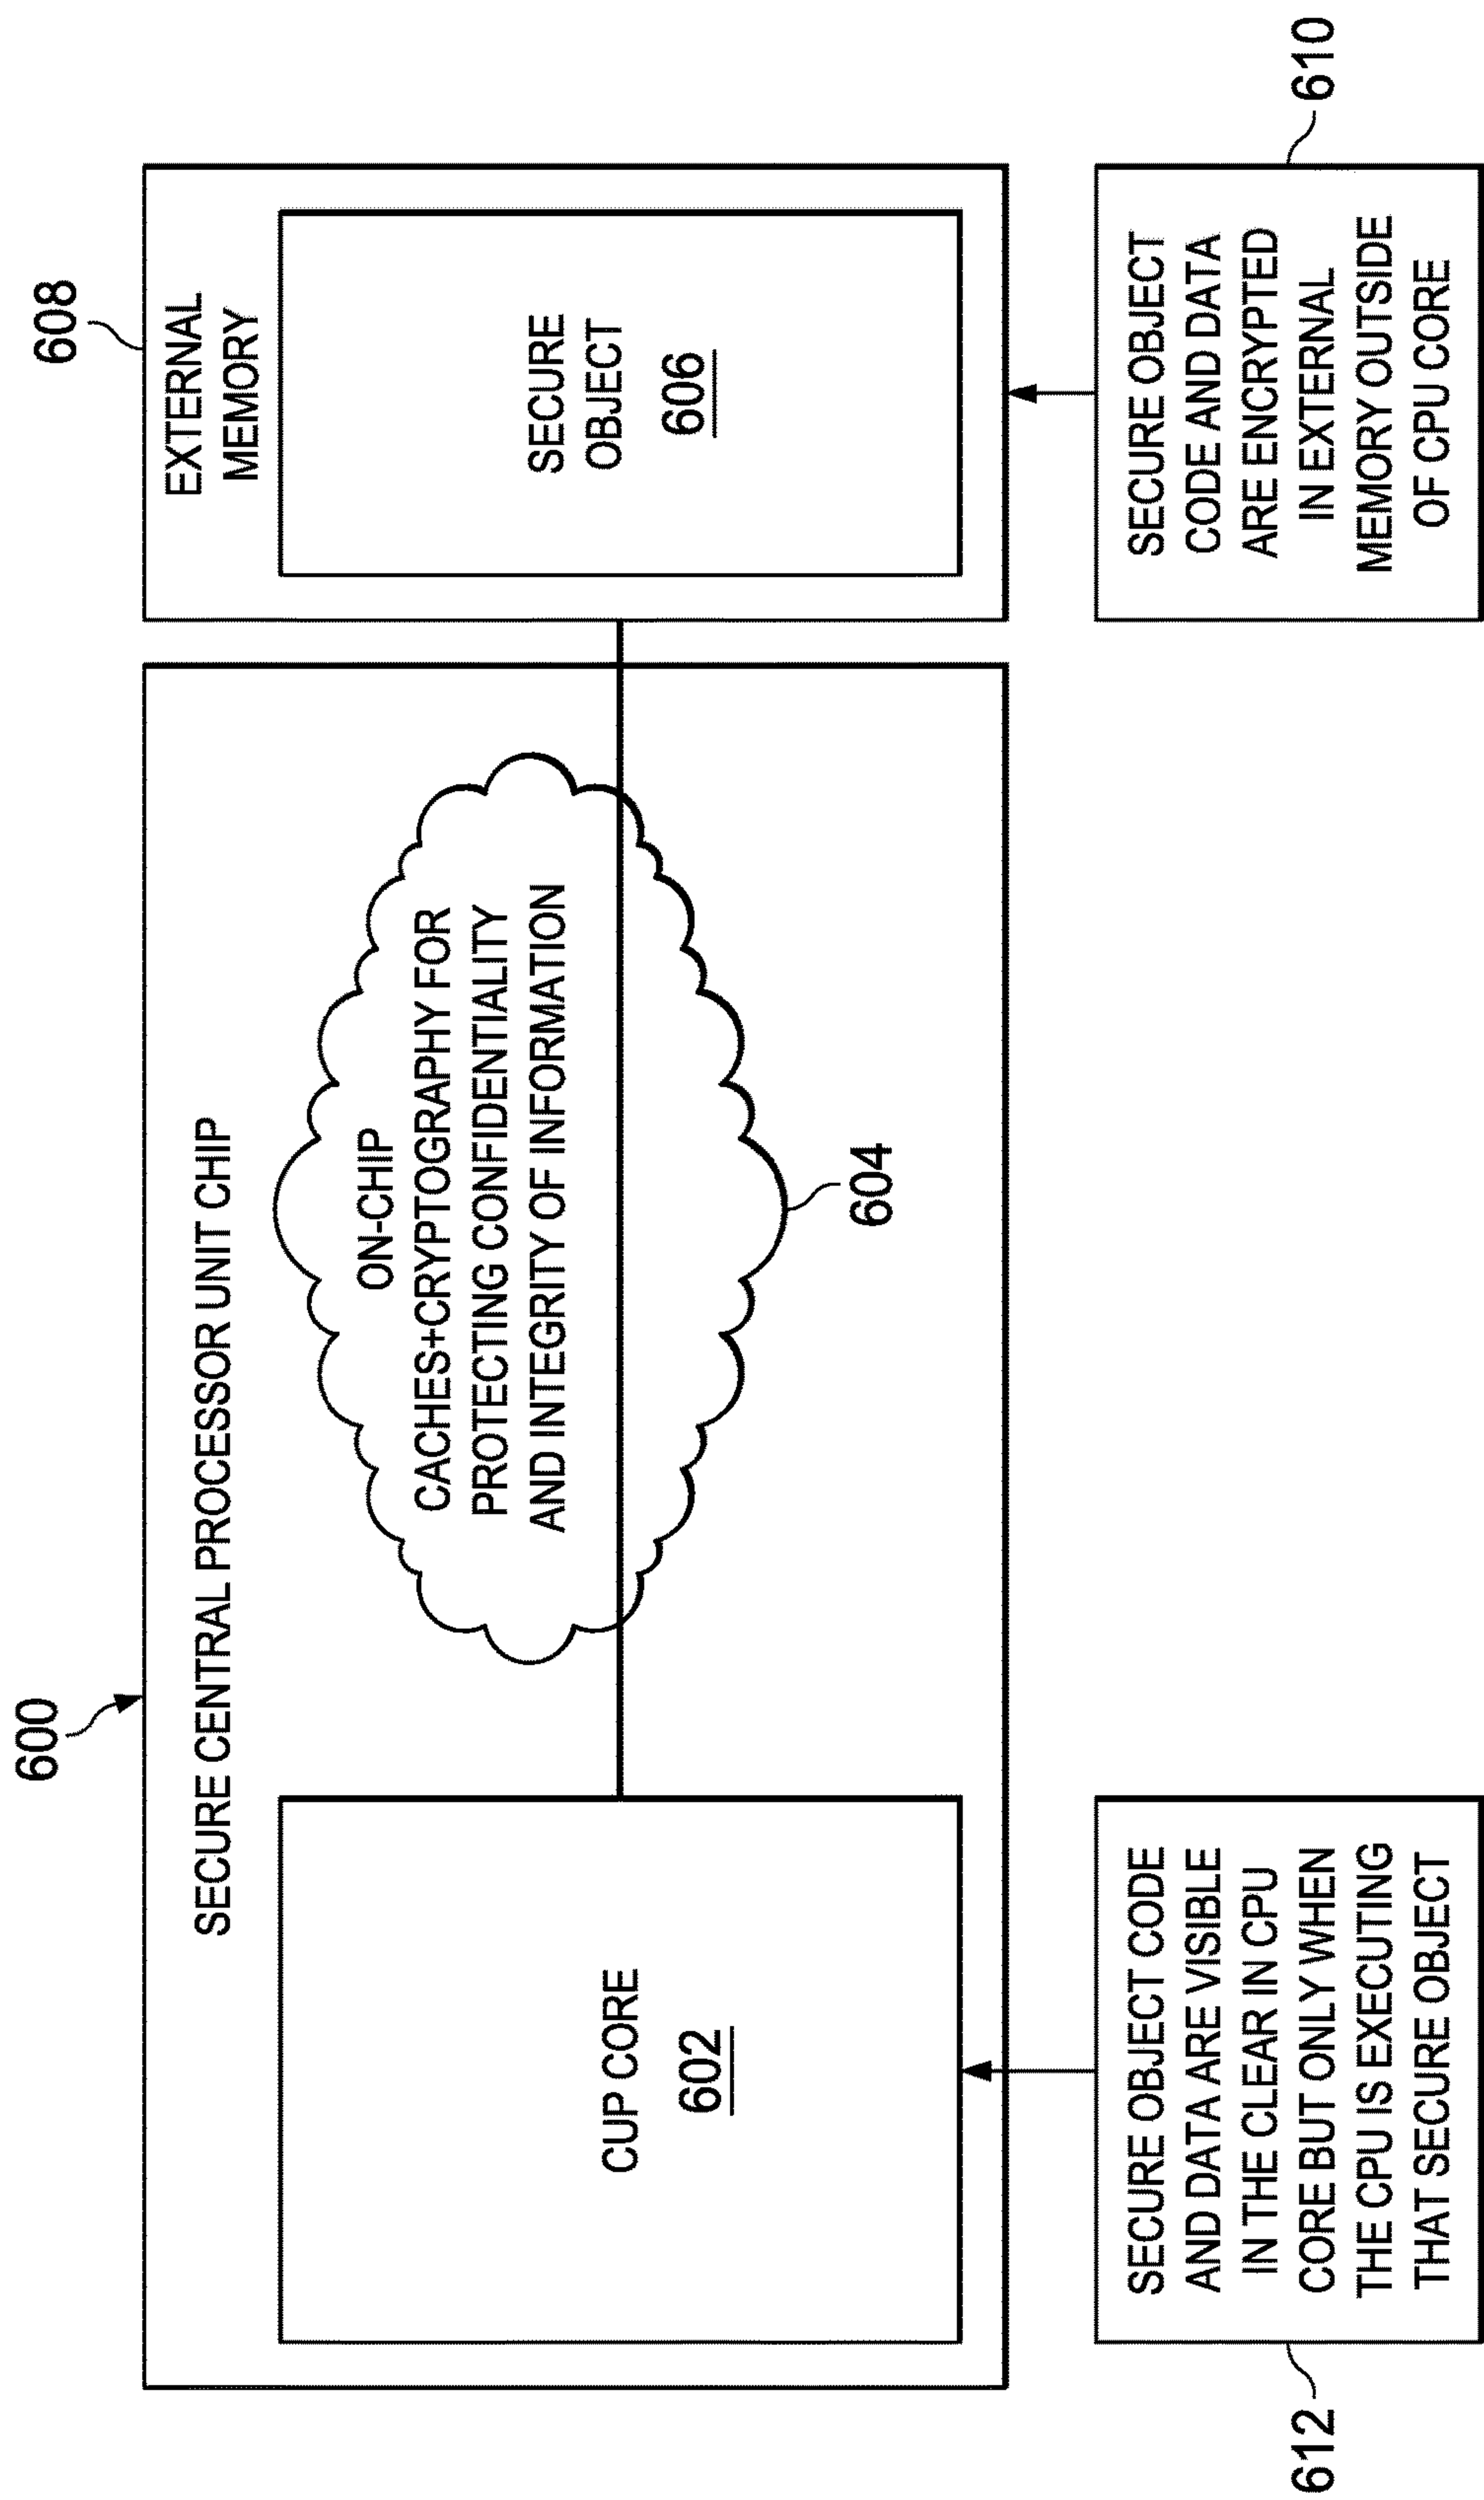 600
SECURE CENTRAL PROCESSOR UNIT CHIP
CUP CORE
602
ON-CHIP
CACHES+CRYPTOGRAPHY FOR
PROTECTING CONFIDENTIALITY
AND INTEGRITY OF INFORMATION
604
608
EXTERNAL
MEMORY
SECURE
OBJECT
606
612
SECURE OBJECT CODE
AND DATA ARE VISIBLE
IN THE CLEAR IN CPU
CORE BUT ONLY WHEN
THE CPU IS EXECUTING
THAT SECURE OBJECT
SECURE OBJECT
CODE AND DATA
ARE ENCRYPTED
IN EXTERNAL
MEMORY OUTSIDE
OF CPU CORE
610